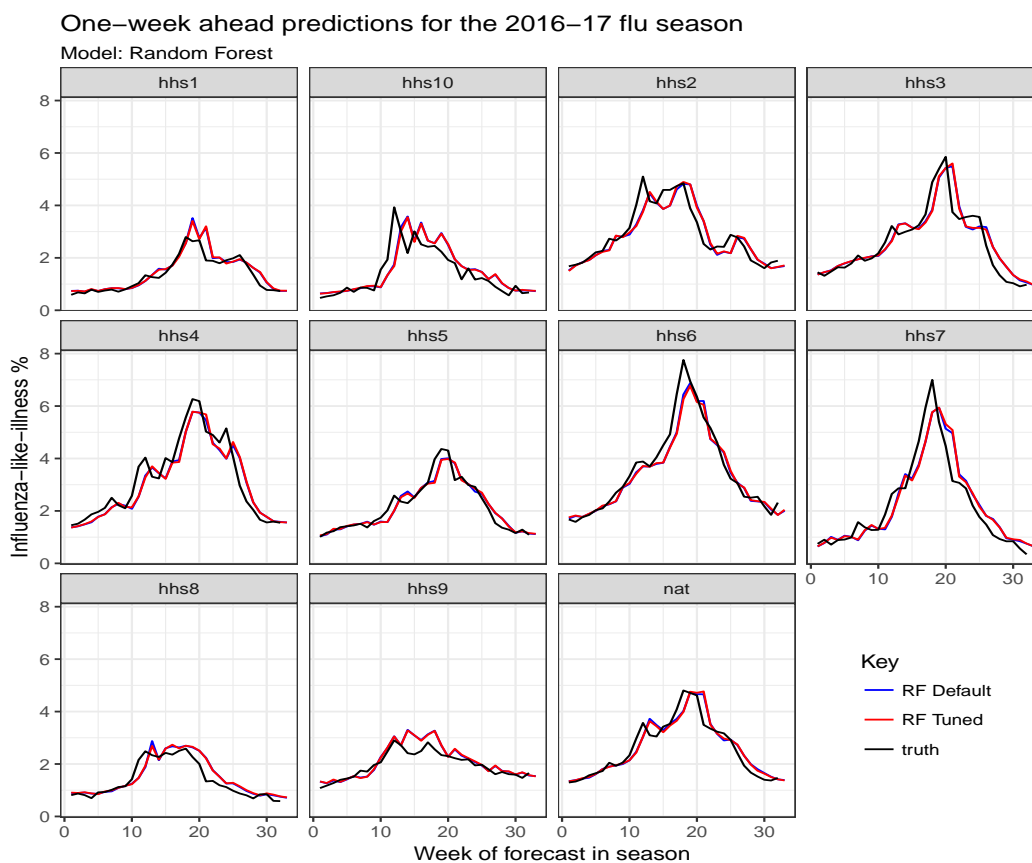 One−week ahead predictions for the 2016−17 flu season
Model: Random Forest
hhs1 hhs10 hhs2 hhs3
8
6
4
2
0
hhs4 hhs5 hhs6 hhs7
8
6
4
2
0
0 10 20 30
hhs8 hhs9 nat
8
6
4
2
0
0 10 20 30 0 10 20 30 0 10 20 30
Influenza−like−illness %
Week of forecast in season
Key
RF Default
RF Tuned
truth